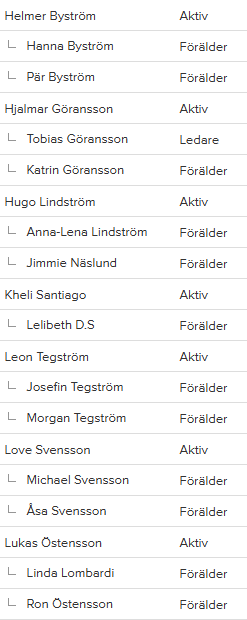 Helmer Byström Aktiv
Hanna Byström Förälder
Pär Byström Förälder
Hjalmar Göransson Aktiv
Tobias Göransson Ledare
Katrin Göransson Förälder
Hugo Lindström Aktiv
Anna-Lena Lindström Förälder
Jimmie Näslund Förälder
Kheli Santiago Aktiv
Lelibeth D.S Förälder
Leon Tegström Aktiv
Josefin Tegström Förälder
Morgan Tegström Förälder
Love Svensson Aktiv
Michael Svensson Förälder
Åsa Svensson Förälder
Lukas Östensson Aktiv
Linda Lombardi Förälder
Ron Östensson Förälder